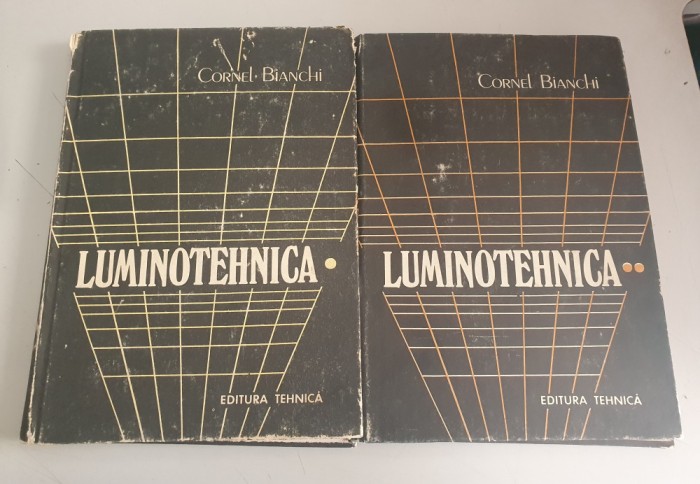 CORNEL BIANCHI
LUMINOTEHNICA
EDITURA TEHNICĂ
CORNEL BIANCHI
LUMINOTEHNICA
EDITURA TEHNICĂ